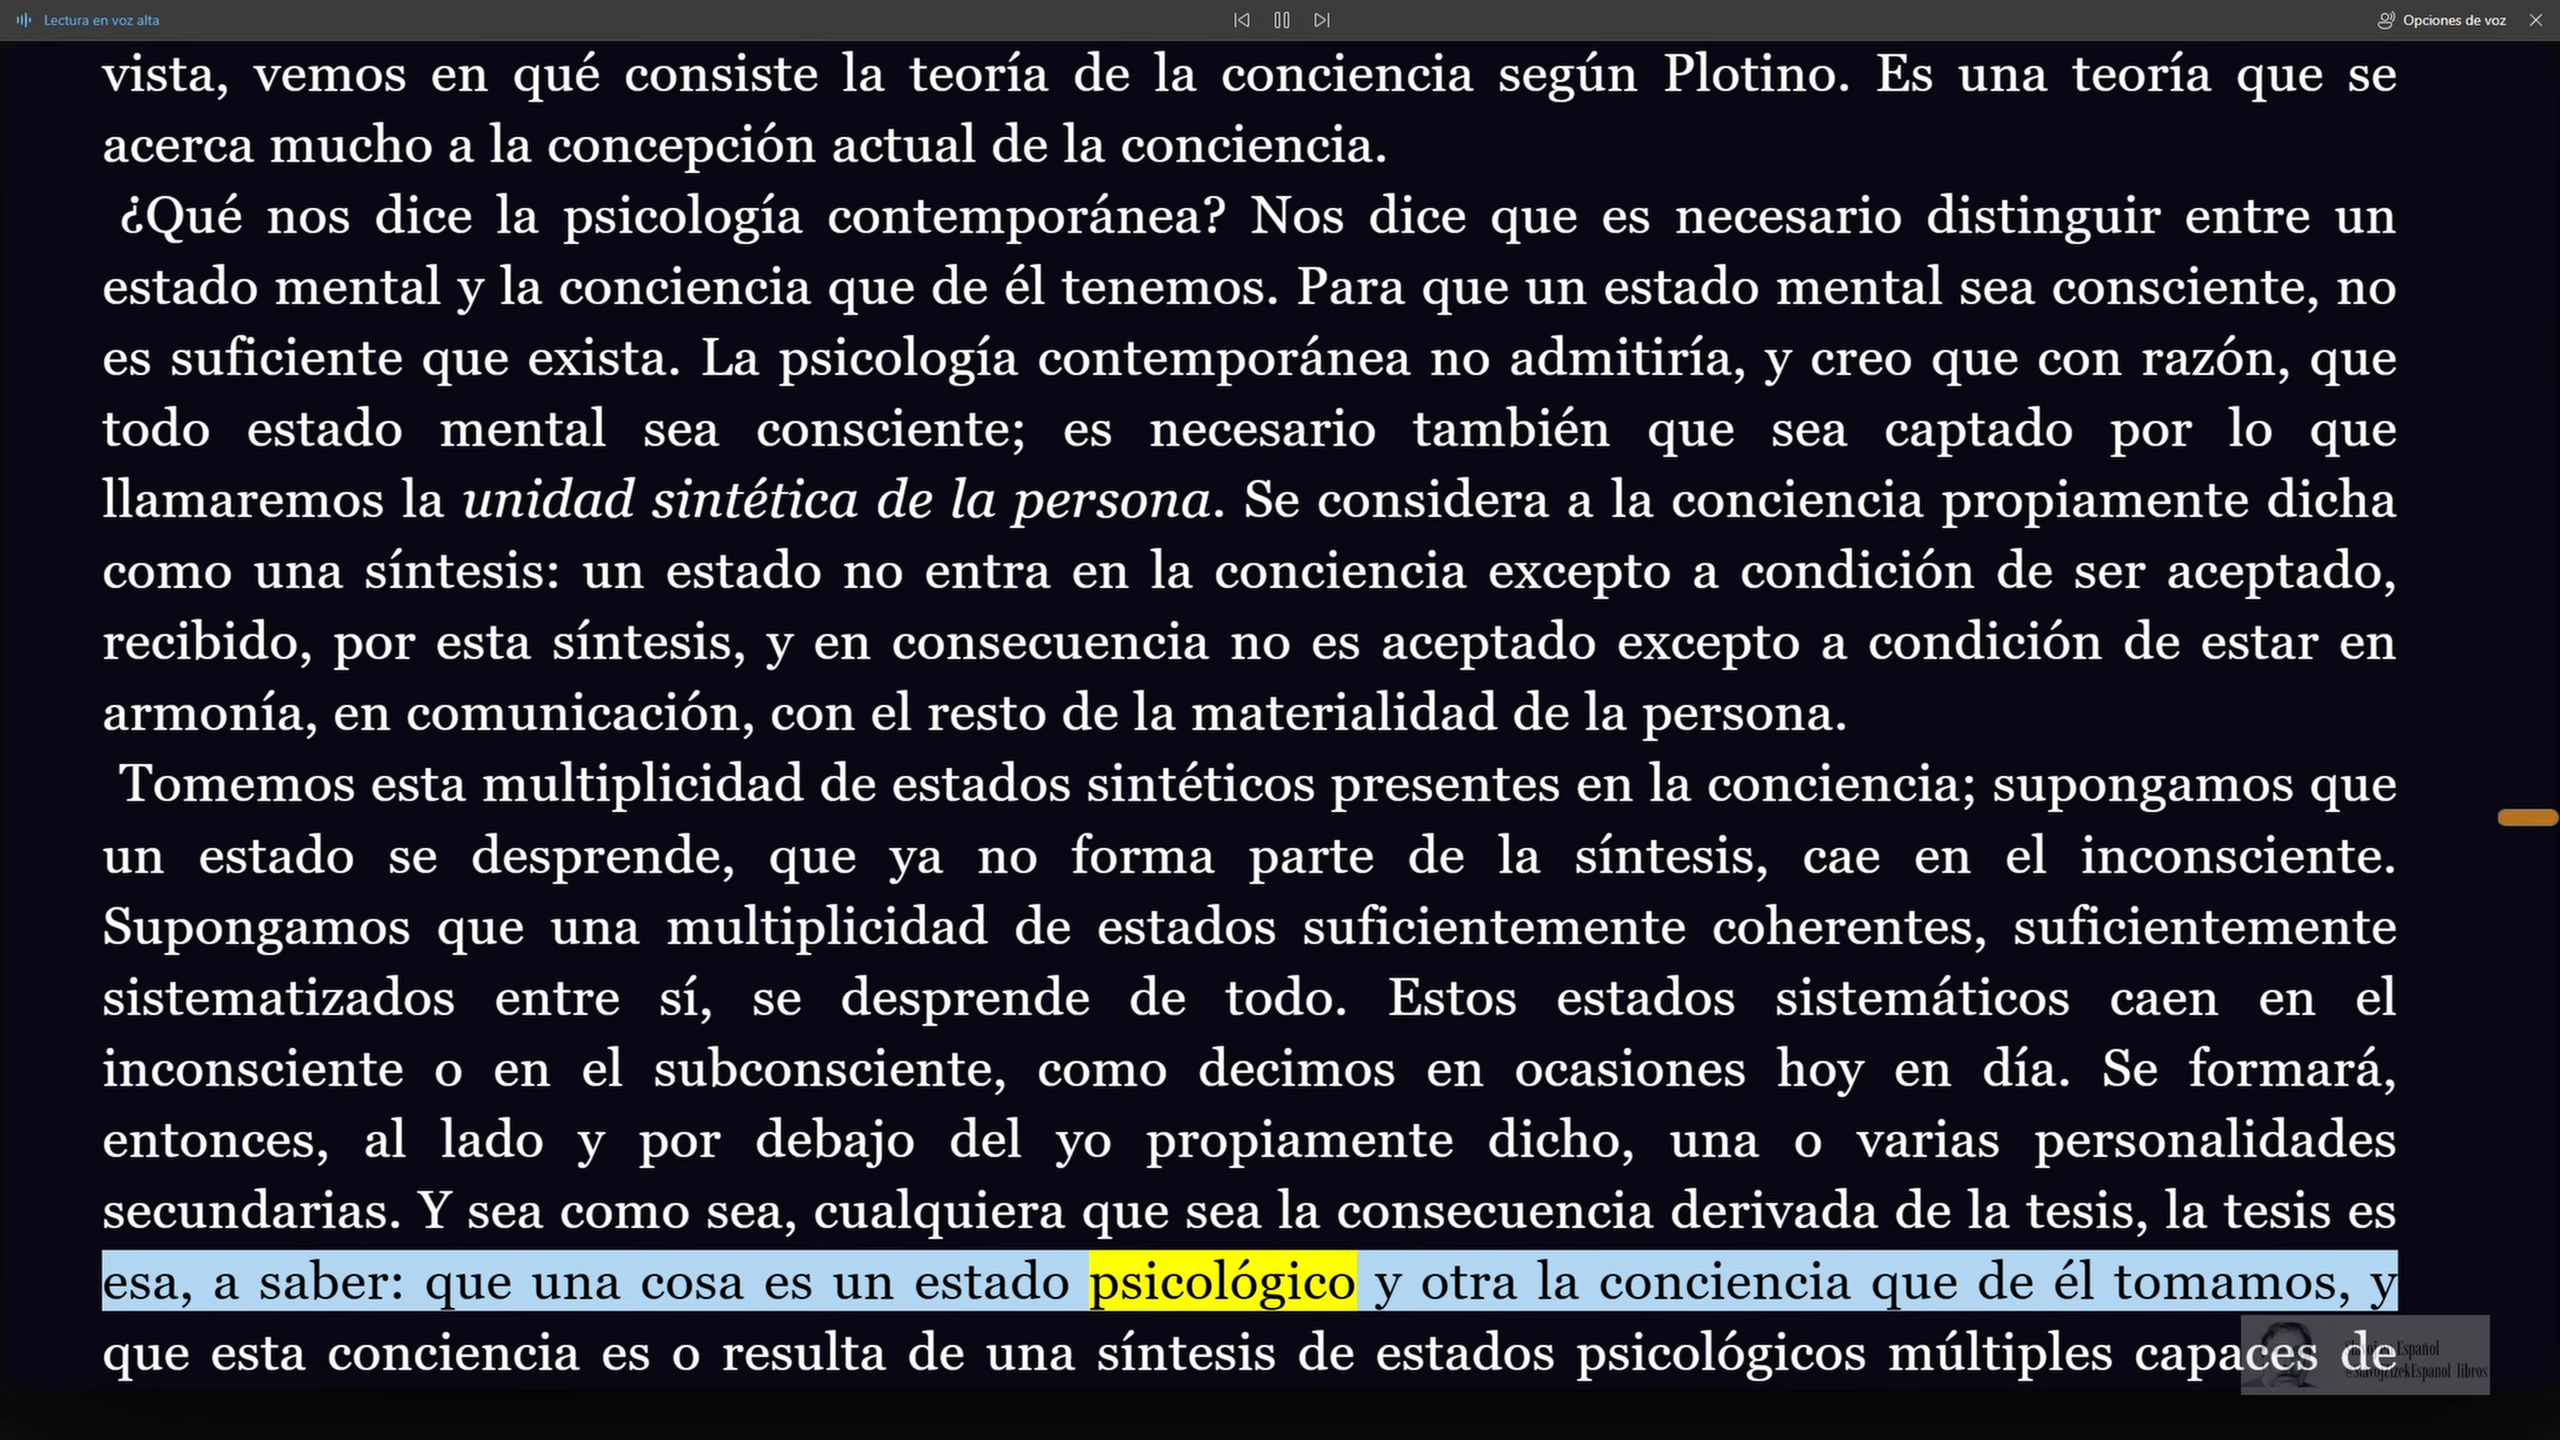 Lectura en voz alta
Opciones de voz
vista, vemos en qué consiste la teoría de la conciencia según Plotino. Es una teoría que se
acerca mucho a la concepción actual de la conciencia.
¿Qué nos dice la psicología contemporánea? Nos dice que es necesario distinguir entre un
estado mental y la conciencia que de él tenemos. Para que un estado mental sea consciente, no
es suficiente que exista. La psicología contemporánea no admitiría, y creo que con razón, que
todo estado mental sea consciente; es necesario también que sea captado por lo que
llamaremos la unidad sintética de la persona. Se considera a la conciencia propiamente dicha
como una síntesis: un estado no entra en la conciencia excepto a condición de ser aceptado,
recibido, por esta síntesis, y en consecuencia no es aceptado excepto a condición de estar en
armonía, en comunicación, con el resto de la materialidad de la persona.
Tomemos esta multiplicidad de estados sintéticos presentes en la conciencia; supongamos que
un estado se desprende, que ya no forma parte de la síntesis, cae en el inconsciente.
Supongamos que una multiplicidad de estados suficientemente coherentes, suficientemente
sistematizados entre sí, se desprende de todo. Estos estados sistemáticos caen en el
inconsciente o en el subconsciente, como decimos en ocasiones hoy en día. Se formará,
entonces, al lado y por debajo del yo propiamente dicho, una o varias personalidades
secundarias. Y sea como sea, cualquiera que sea la consecuencia derivada de la tesis, la tesis es
esa, a saber: que una cosa es un estado psicológico y otra la conciencia que de él tomamos, y
que esta conciencia es o resulta de una síntesis de estados psicológicos múltiples capaces de
Español